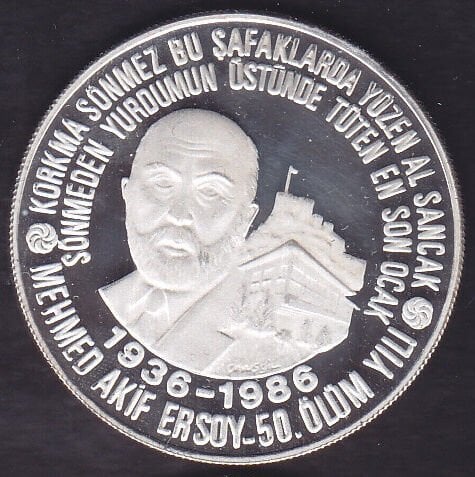 KORKMA SÖNMEZ BU ŞAFAKLARDA YÜZEN AL SANCAK
SÖNMEDEN YURDUMUN ÜSTÜNDE TÜTEN EN SON OCAK
1936-1986
MEHMED AKİF ERSOY-50. ÖLÜM YILI